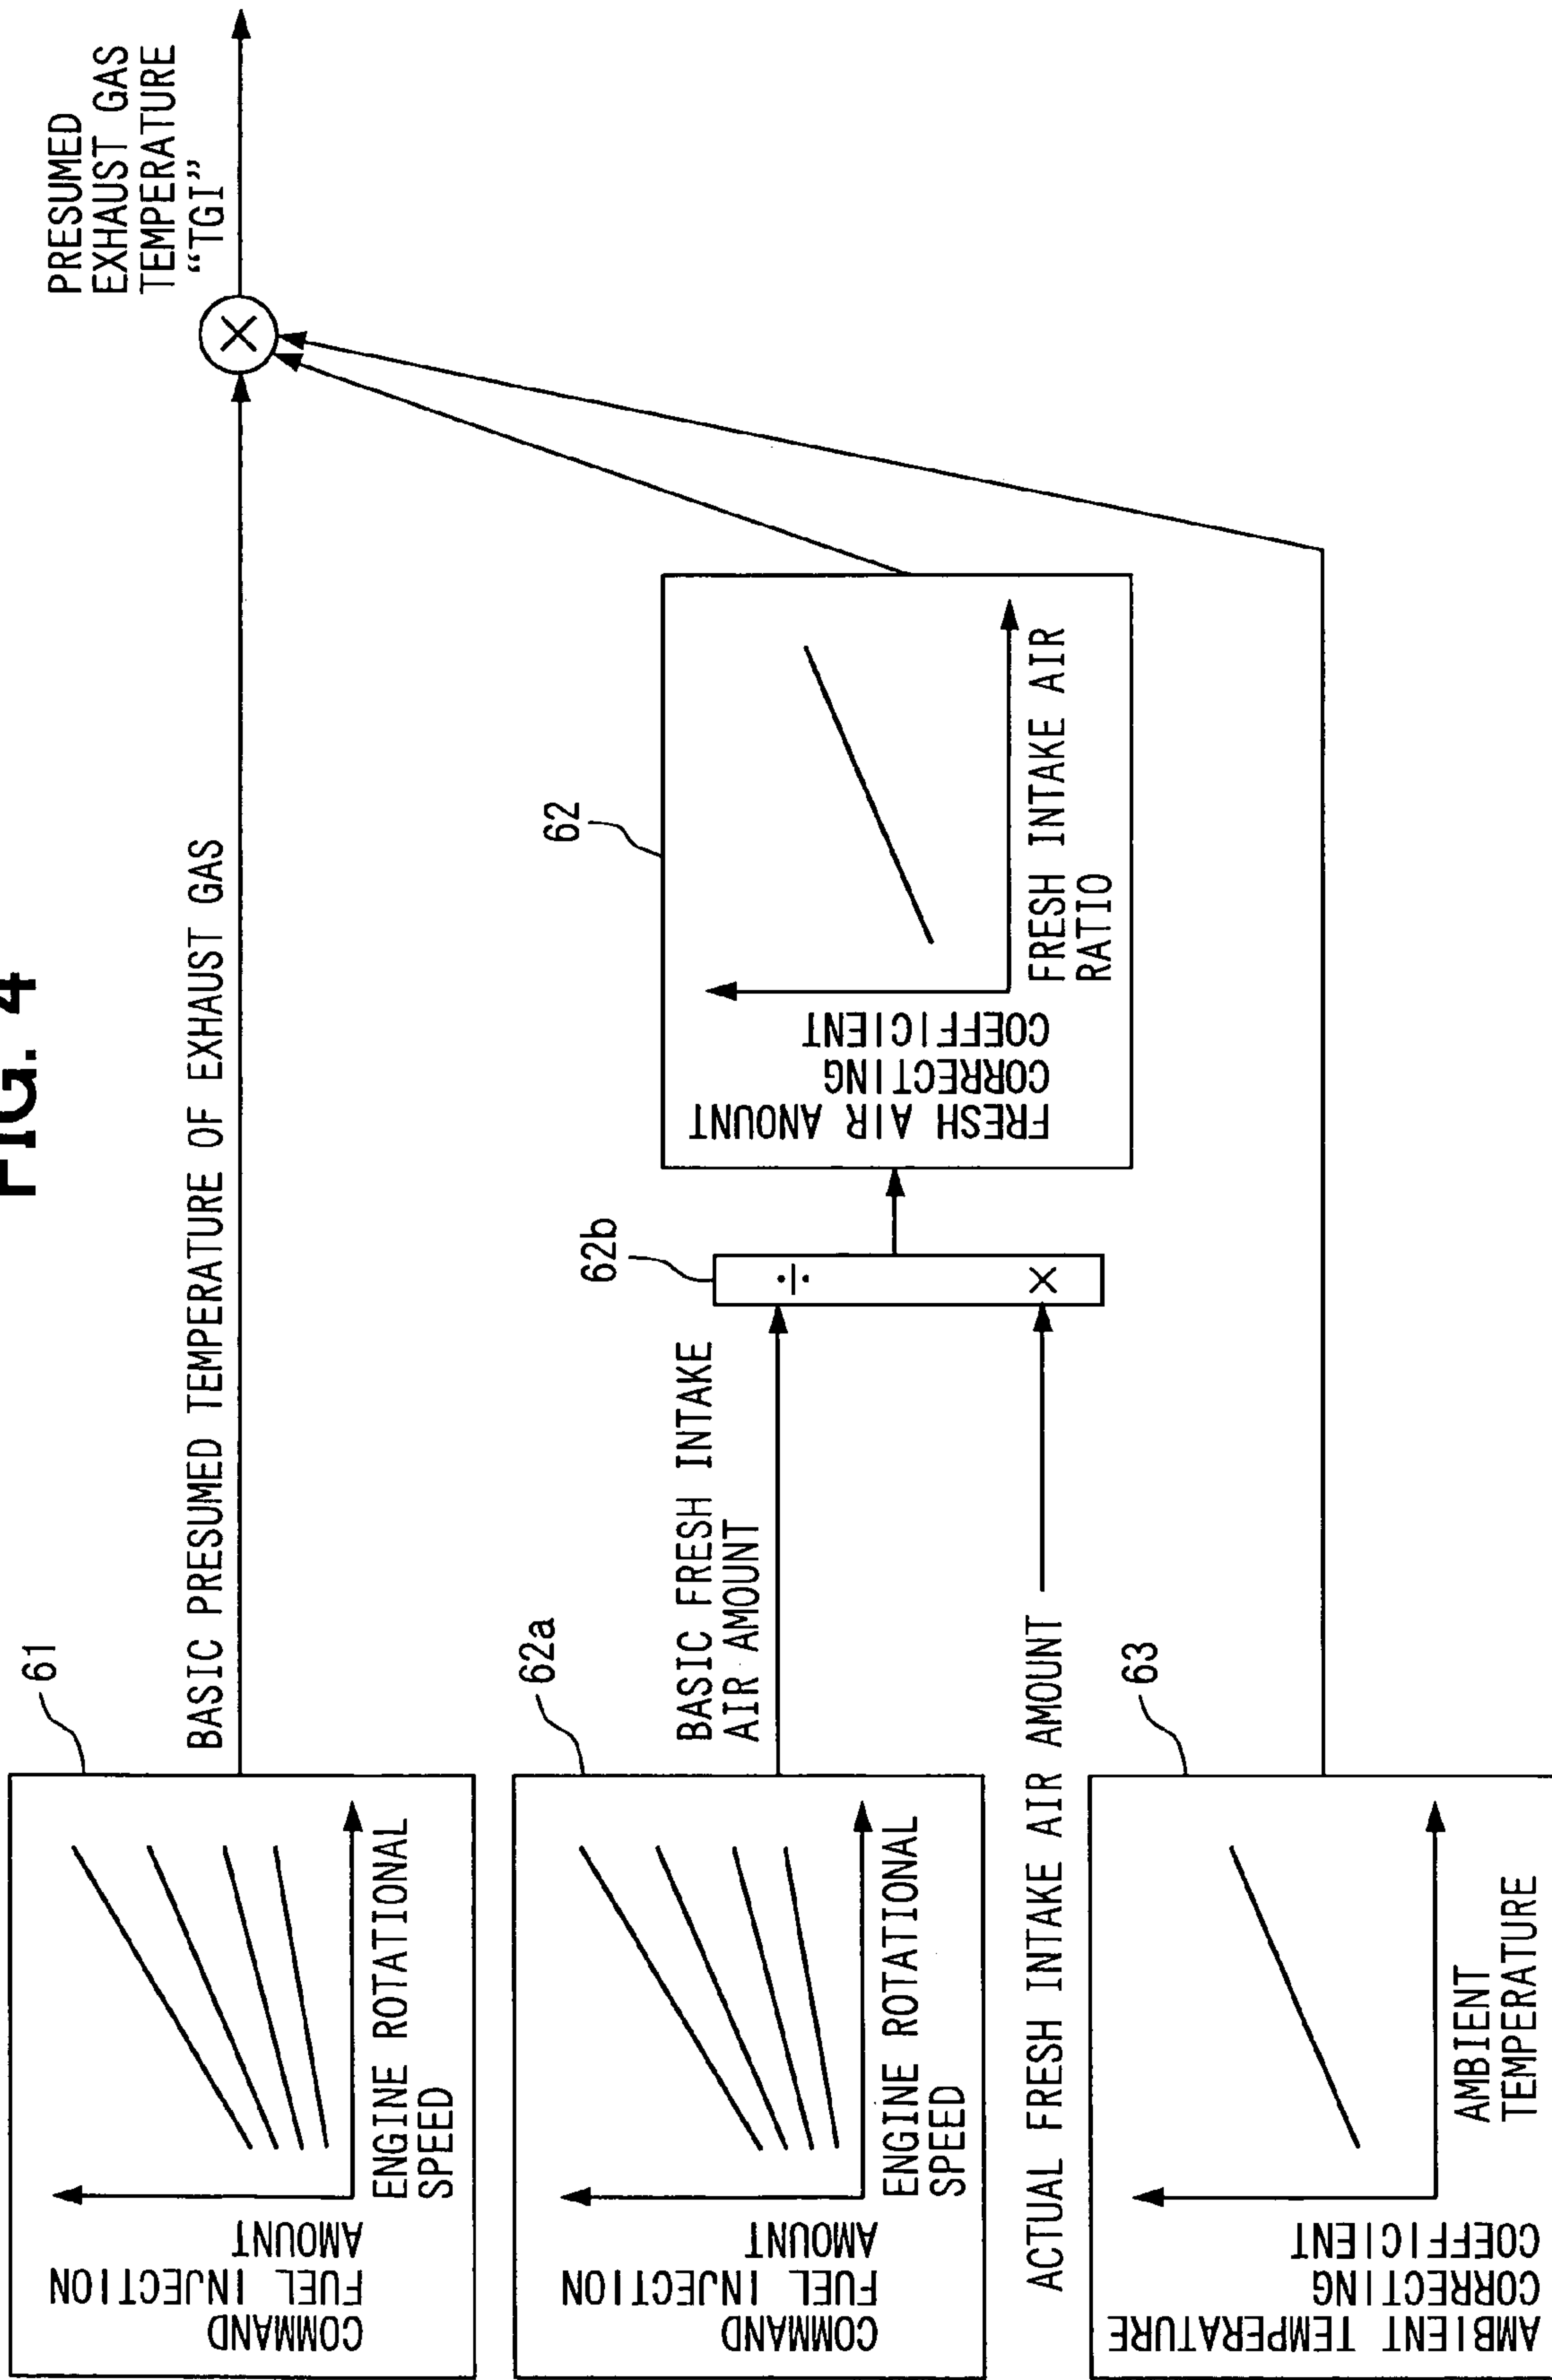 FIG. 4
61
COMMAND
FUEL INJECTION
AMOUNT
ENGINE ROTATIONAL
SPEED
BASIC PRESUMED TEMPERATURE OF EXHAUST GAS
PRESUMED
EXHAUST GAS
TEMPERATURE
“TGI”
×
62a
COMMAND
FUEL INJECTION
AMOUNT
ENGINE ROTATIONAL
SPEED
BASIC FRESH INTAKE
AIR AMOUNT
62b
÷
×
62
FRESH AIR AMOUNT
CORRECTING
COEFFICIENT
FRESH INTAKE AIR
RATIO
ACTUAL FRESH INTAKE AIR AMOUNT
63
AMBIENT TEMPERATURE
CORRECTING
COEFFICIENT
AMBIENT
TEMPERATURE